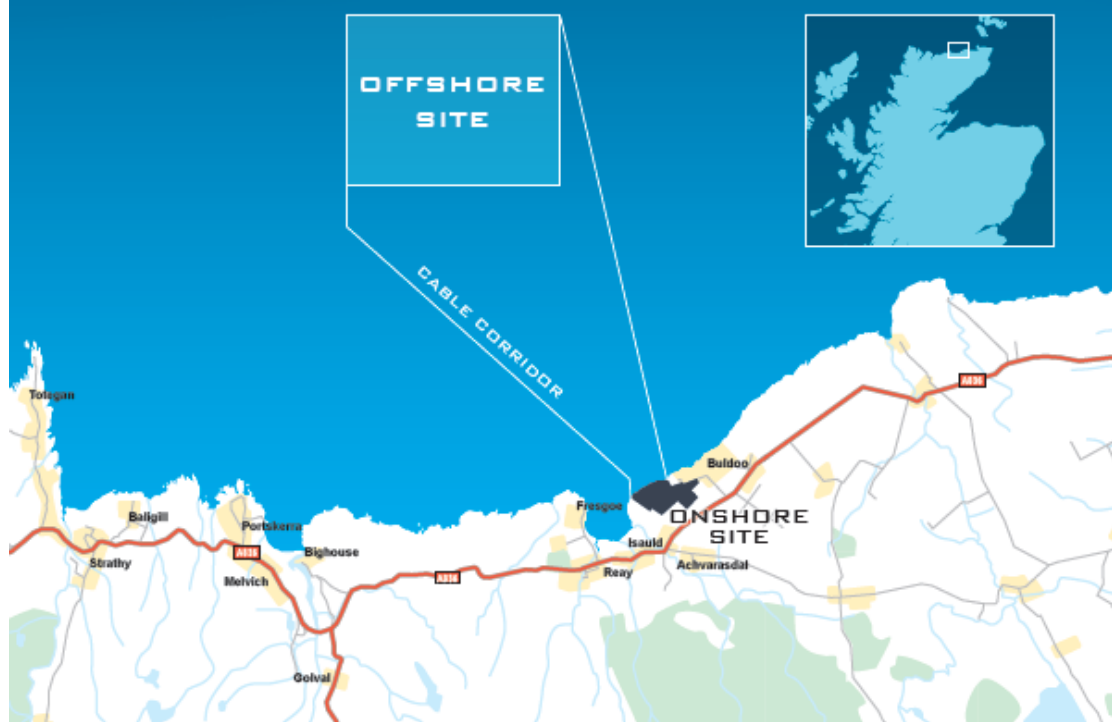 OFFSHORE
SITE
CABLE CORRIDOR
Totegan
A836
Buldoo
Fresgoe
Baligill
Portskerra
ONSHORE
SITE
Isauld
Bighouse
A836
Strathy
Achvarasdal
Reay
A836
Melvich
Golval